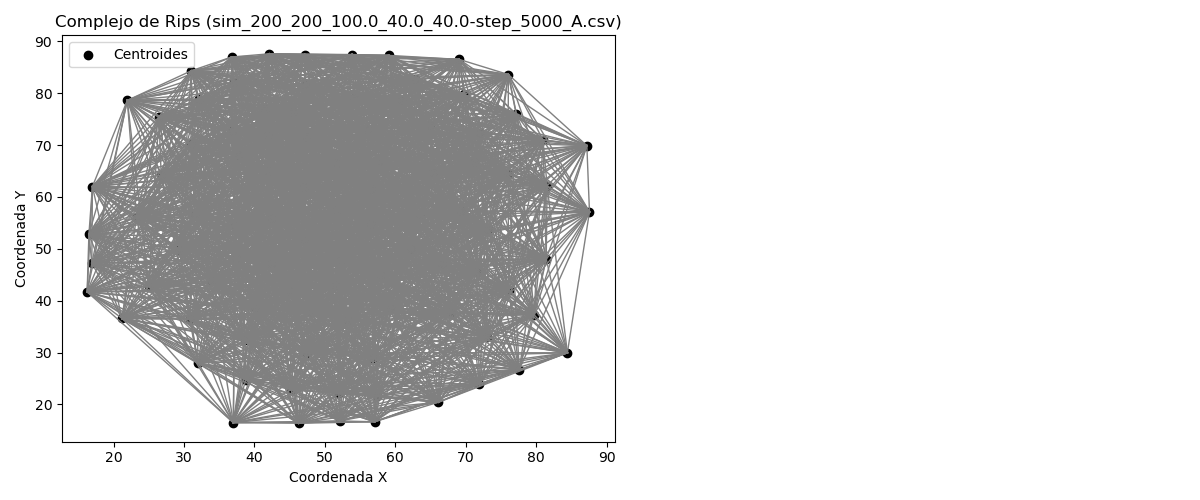 Complejo de Rips (sim_200_200_100.0_40.0_40.0-step_5000_A.csv)
Centroides
90
80
70
60
50
40
30
20
Coordenada Y
20 30 40 50 60 70 80 90
Coordenada X